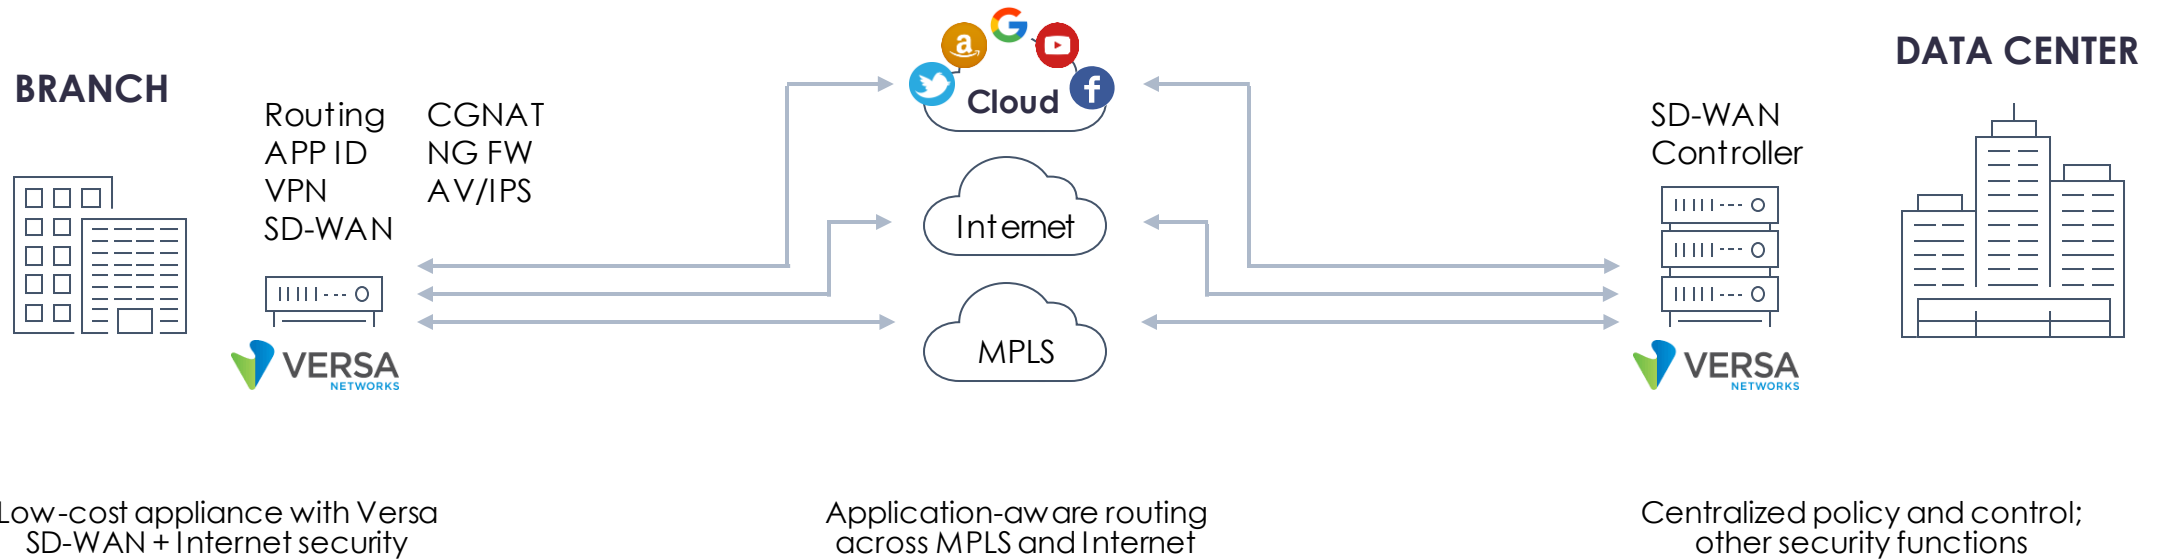 BRANCH
Routing
APP ID
VPN
SD-WAN
CGNAT
NG FW
AV/IPS
VERSA
NETWORKS
Low-cost appliance with Versa
SD-WAN + Internet security
a
G
f
Cloud
Internet
MPLS
Application-aware routing
across MPLS and Internet
DATA CENTER
SD-WAN
Controller
VERSA
NETWORKS
Centralized policy and control;
other security functions